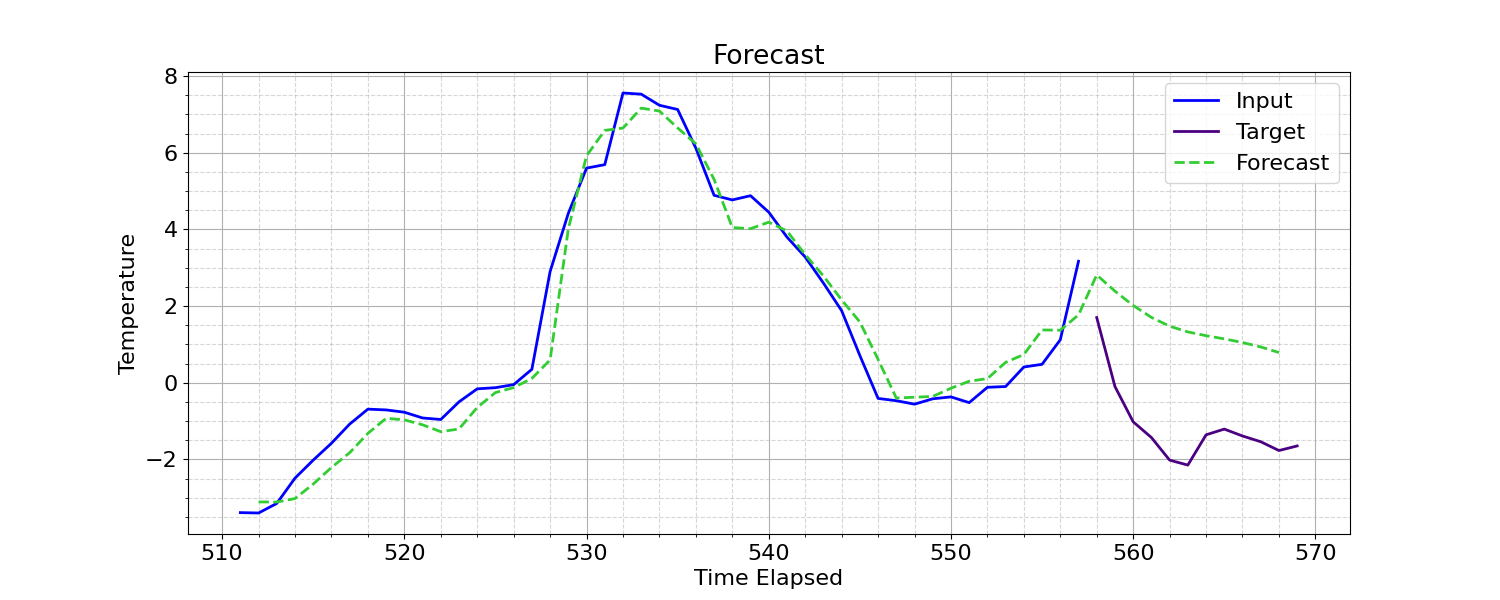 Forecast
8
6
4
2
0
−2
Temperature
Input
Target
Forecast
510 520 530 540 550 560 570
Time Elapsed